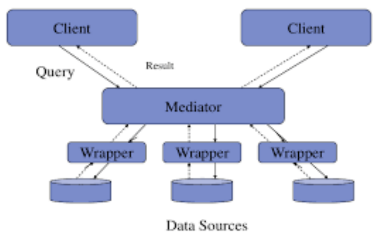 Client
Client
Query
Result
Mediator
Wrapper
Wrapper
Wrapper
Data Sources